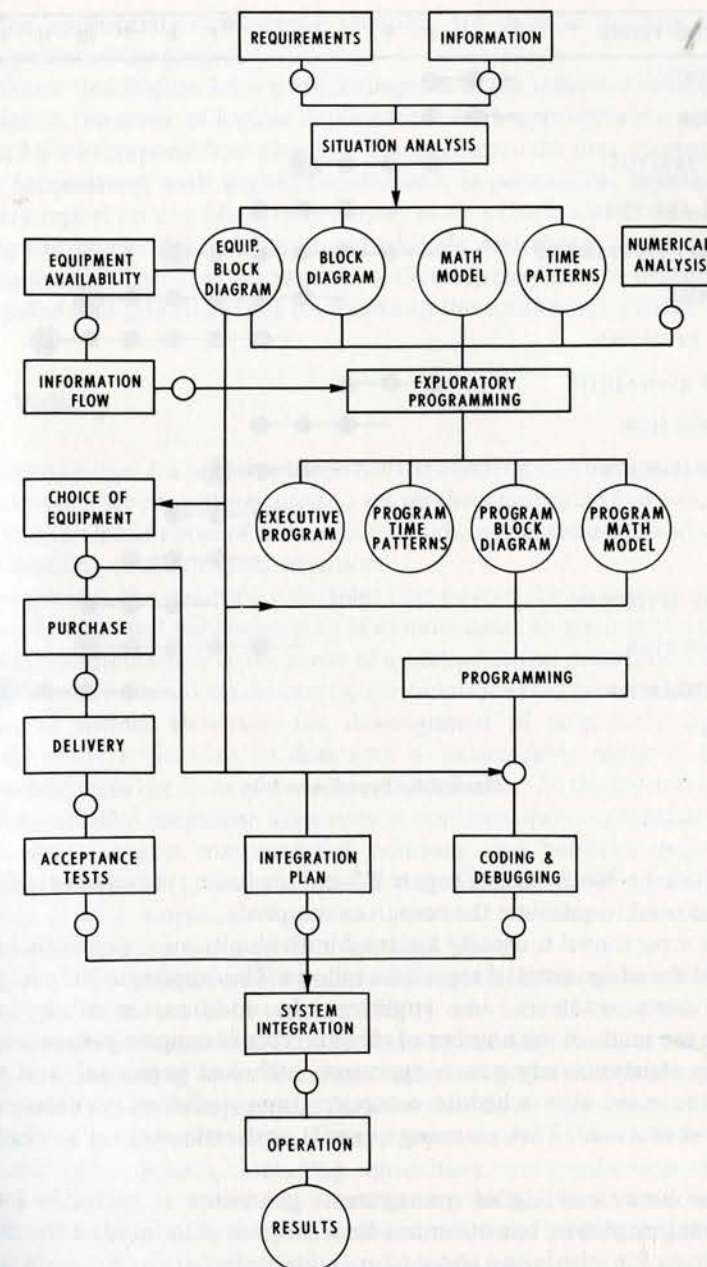 REQUIREMENTS
INFORMATION
SITUATION ANALYSIS
EQUIPMENT
AVAILABILITY
EQUIP.
BLOCK
DIAGRAM
BLOCK
DIAGRAM
MATH
MODEL
TIME
PATTERNS
NUMERICAL
ANALYSIS
INFORMATION
FLOW
EXPLORATORY
PROGRAMMING
CHOICE OF
EQUIPMENT
EXECUTIVE
PROGRAM
PROGRAM
TIME
PATTERNS
PROGRAM
BLOCK
DIAGRAM
PROGRAM
MATH
MODEL
PURCHASE
PROGRAMMING
DELIVERY
ACCEPTANCE
TESTS
INTEGRATION
PLAN
CODING &
DEBUGGING
SYSTEM
INTEGRATION
OPERATION
RESULTS